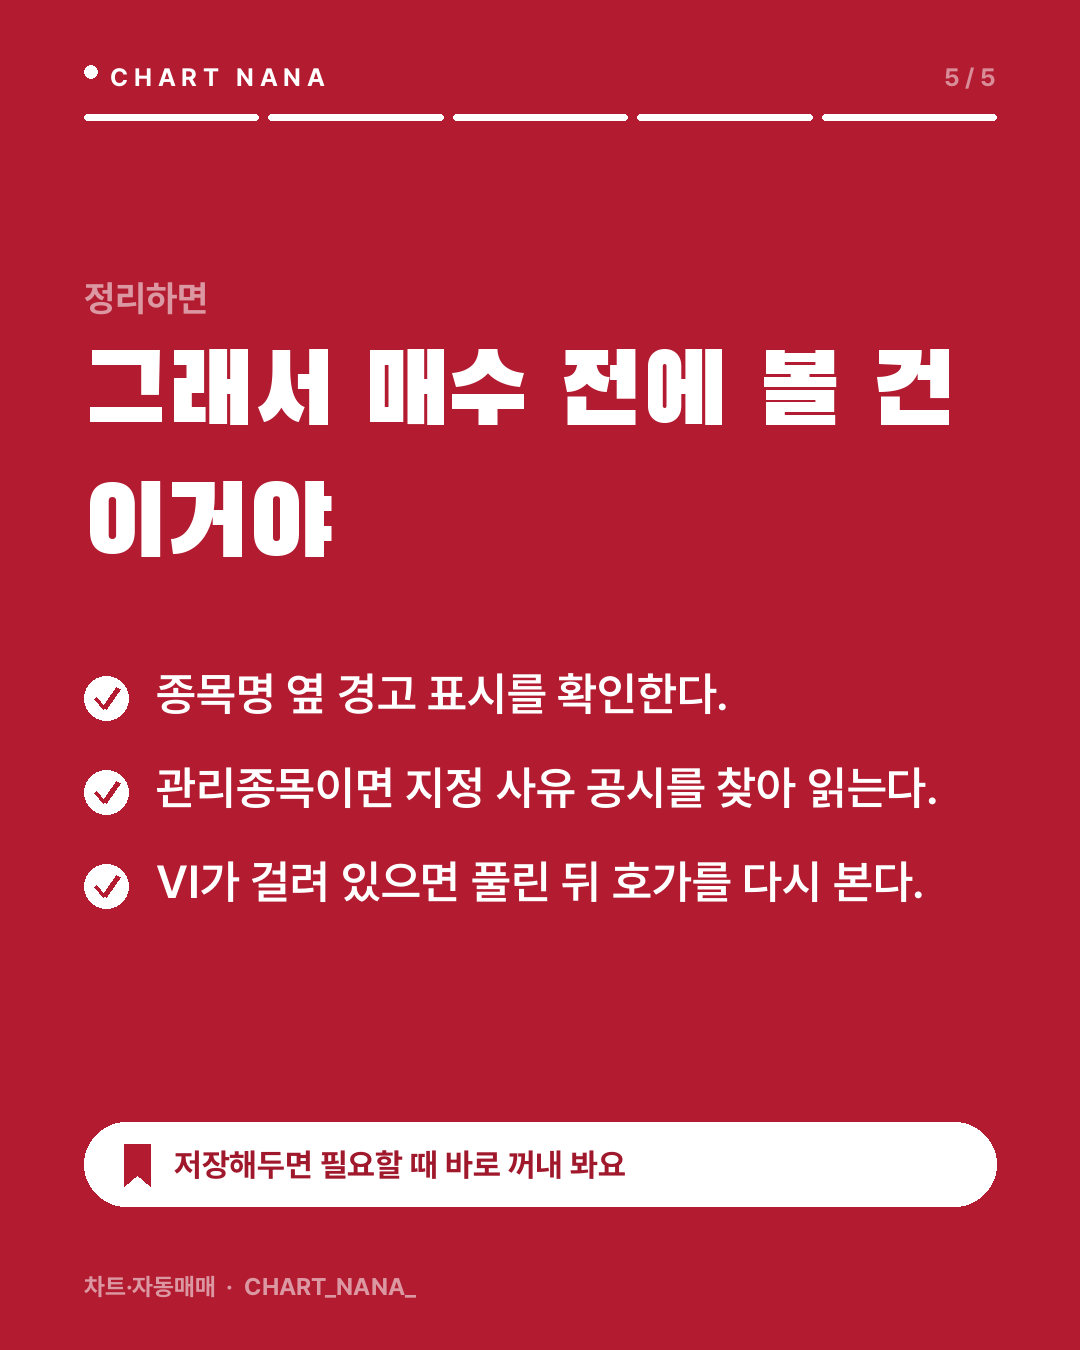 CHART NANA
5 / 5
정리하면
그래서 매수 전에 볼 건
이거야
종목명 옆 경고 표시를 확인한다.
관리종목이면 지정 사유 공시를 찾아 읽는다.
VI가 걸려 있으면 풀린 뒤 호가를 다시 본다.
저장해두면 필요할 때 바로 꺼내 봐요
차트·자동매매 · CHART_NANA_